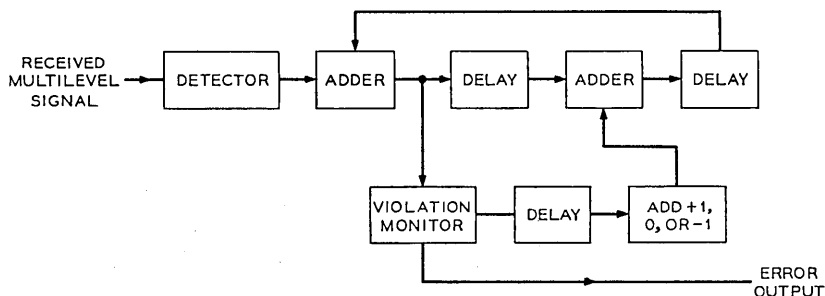 RECEIVED
MULTILEVEL
SIGNAL
DETECTOR
ADDER
DELAY
ADDER
DELAY
VIOLATION
MONITOR
DELAY
ADD +1,
0, OR -1
ERROR
OUTPUT